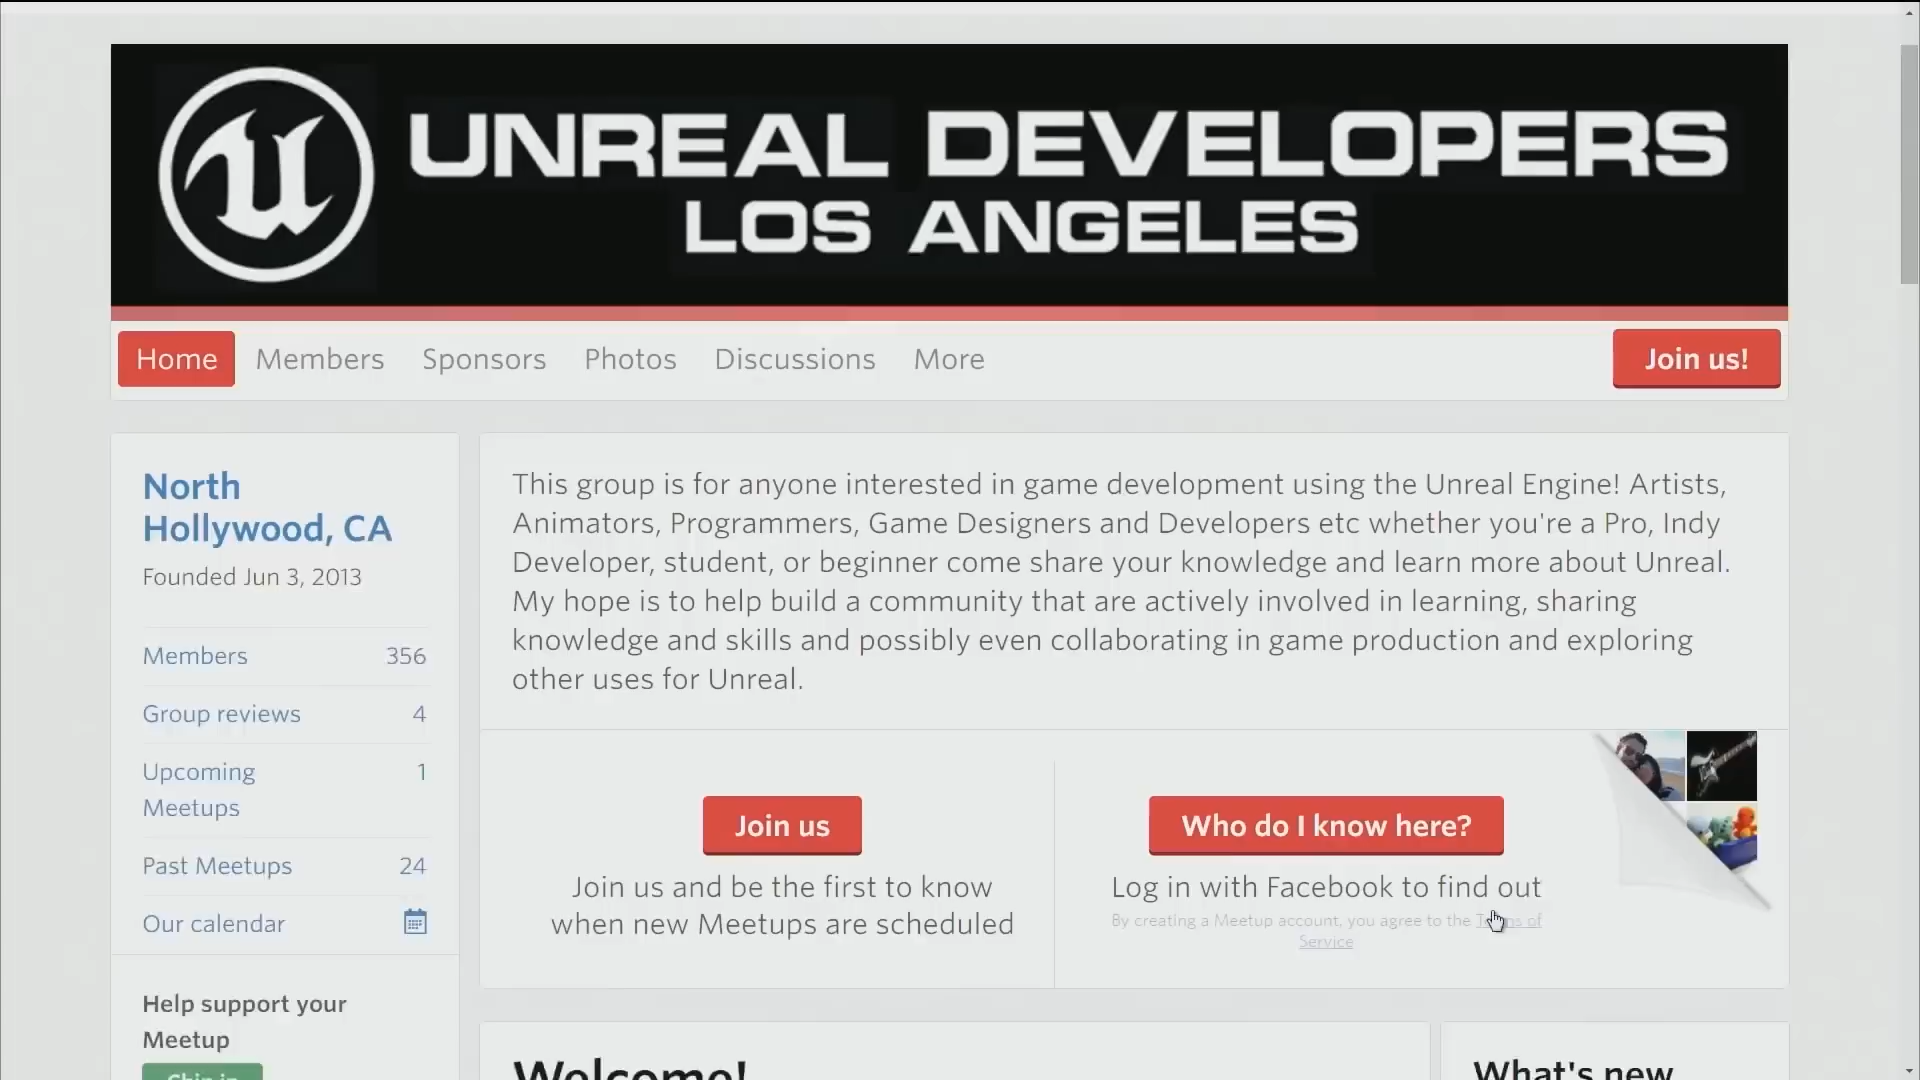 UNREAL DEVELOPERS
LOS ANGELES
Home Members Sponsors Photos Discussions More Join us!
North
Hollywood, CA
Founded Jun 3, 2013
Members 356
Group reviews 4
Upcoming 1
Meetups
Past Meetups 24
Our calendar
Help support your
Meetup
Chip in
This group is for anyone interested in game development using the Unreal Engine! Artists,
Animators, Programmers, Game Designers and Developers etc whether you're a Pro, Indy
Developer, student, or beginner come share your knowledge and learn more about Unreal.
My hope is to help build a community that are actively involved in learning, sharing
knowledge and skills and possibly even collaborating in game production and exploring
other uses for Unreal.
Join us
Join us and be the first to know
when new Meetups are scheduled
Who do I know here?
Log in with Facebook to find out
By creating a Meetup account, you agree to the Terms of
Service
Welcome!
What's new